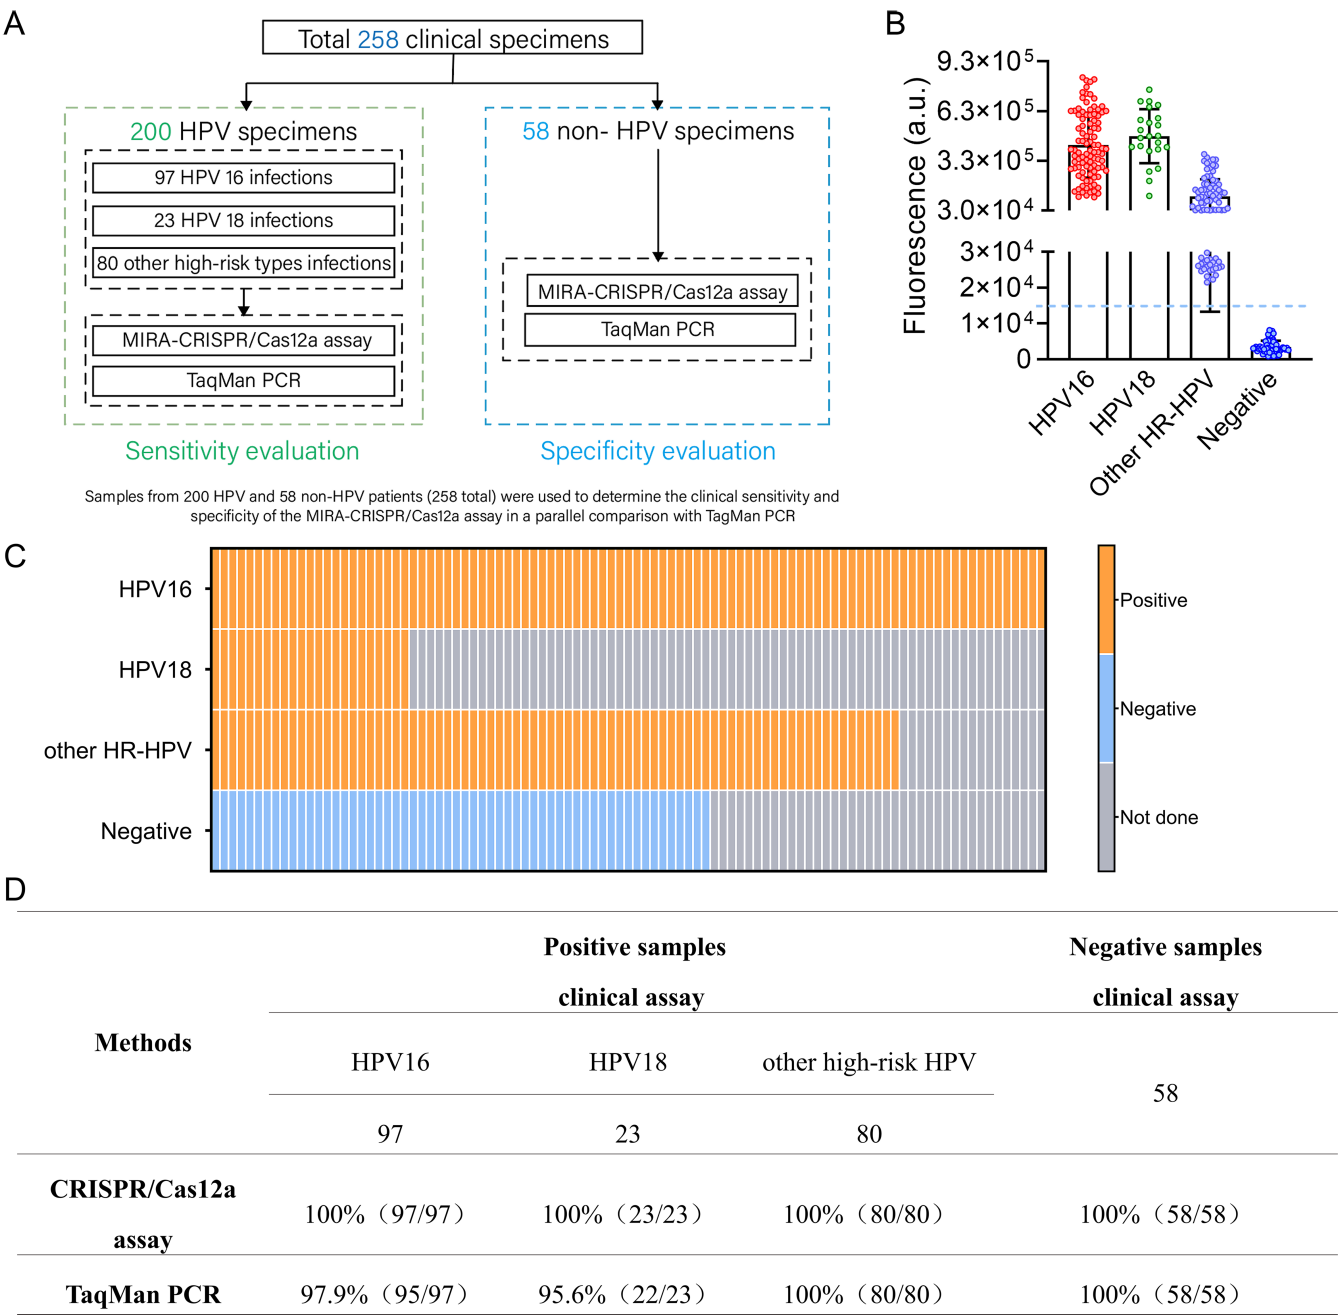 A
Total 258 clinical specimens
200 HPV specimens
97 HPV 16 infections
23 HPV 18 infections
80 other high-risk types infections
MIRA-CRISPR/Cas12a assay
TaqMan PCR
Sensitivity evaluation
58 non- HPV specimens
MIRA-CRISPR/Cas12a assay
TaqMan PCR
Specificity evaluation
Samples from 200 HPV and 58 non-HPV patients (258 total) were used to determine the clinical sensitivity and
specificity of the MIRA-CRISPR/Cas12a assay in a parallel comparison with TagMan PCR
B
Fluorescence (a.u.)
9.3×10⁵
6.3×10⁵
3.3×10⁵
3.0×10⁴
3×10⁴
2×10⁴
1×10⁴
0
HPV16
HPV18
Other HR-HPV
Negative
C
HPV16
HPV18
other HR-HPV
Negative
Positive
Negative
Not done
D
Methods
Positive samples
clinical assay
Negative samples
clinical assay
HPV16 HPV18 other high-risk HPV
58
97 23 80
CRISPR/Cas12a
assay
100%（97/97） 100%（23/23） 100%（80/80） 100%（58/58）
TaqMan PCR 97.9%（95/97） 95.6%（22/23） 100%（80/80） 100%（58/58）